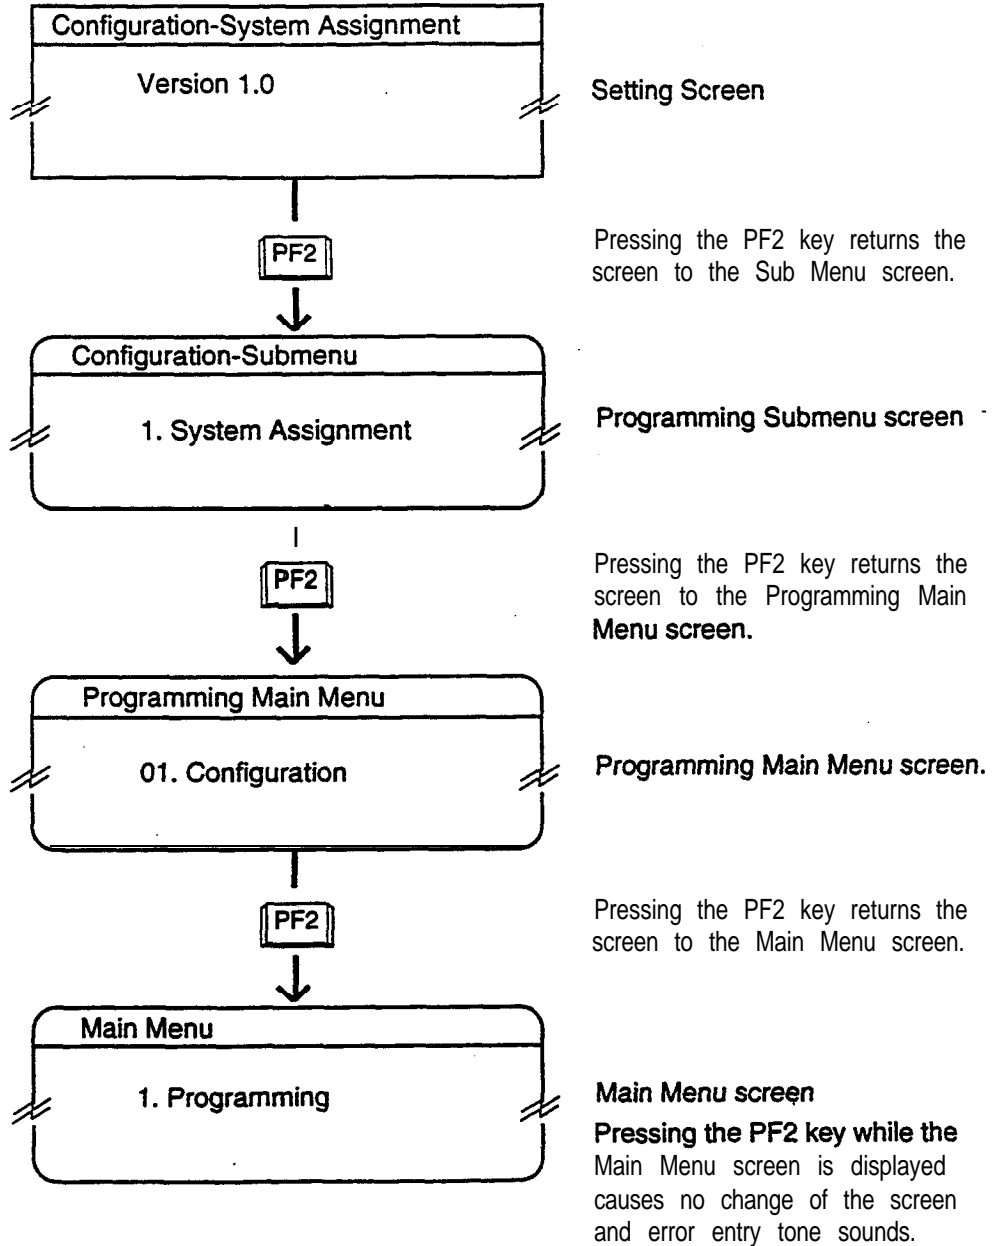 Configuration-System Assignment
Version 1.0
Setting Screen
PF2
Pressing the PF2 key returns the
screen to the Sub Menu screen.
Configuration-Submenu
1. System Assignment
Programming Submenu screen
PF2
Pressing the PF2 key returns the
screen to the Programming Main
Menu screen.
Programming Main Menu
01. Configuration
Programming Main Menu screen.
PF2
Pressing the PF2 key returns the
screen to the Main Menu screen.
Main Menu
1. Programming
Main Menu screen
Pressing the PF2 key while the
Main Menu screen is displayed
causes no change of the screen
and error entry tone sounds.